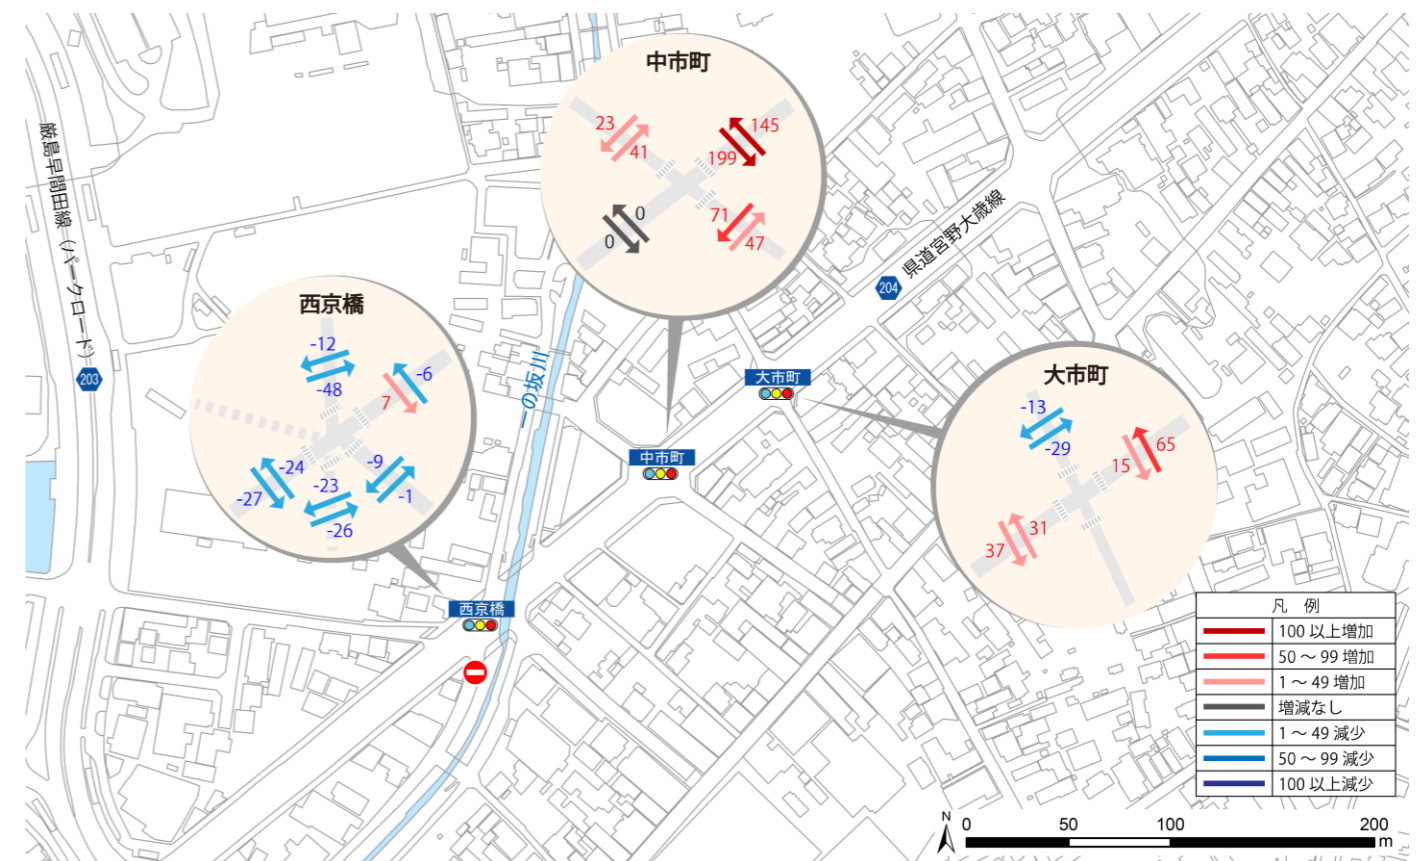 中市町
23
41
145
199
0
0
71
47
厳島早間田線（パークロード）
203
県道宮野大歳線
204
一の坂川
西京橋
-12
-48
-6
7
-24
-27
-9
-1
-23
-26
大市町
中市町
西京橋
大市町
-13
-29
65
15
31
37
凡 例
100 以上増加
50 ～ 99 増加
1 ～ 49 増加
増減なし
1 ～ 49 減少
50 ～ 99 減少
100 以上減少
N
0 50 100 200
m